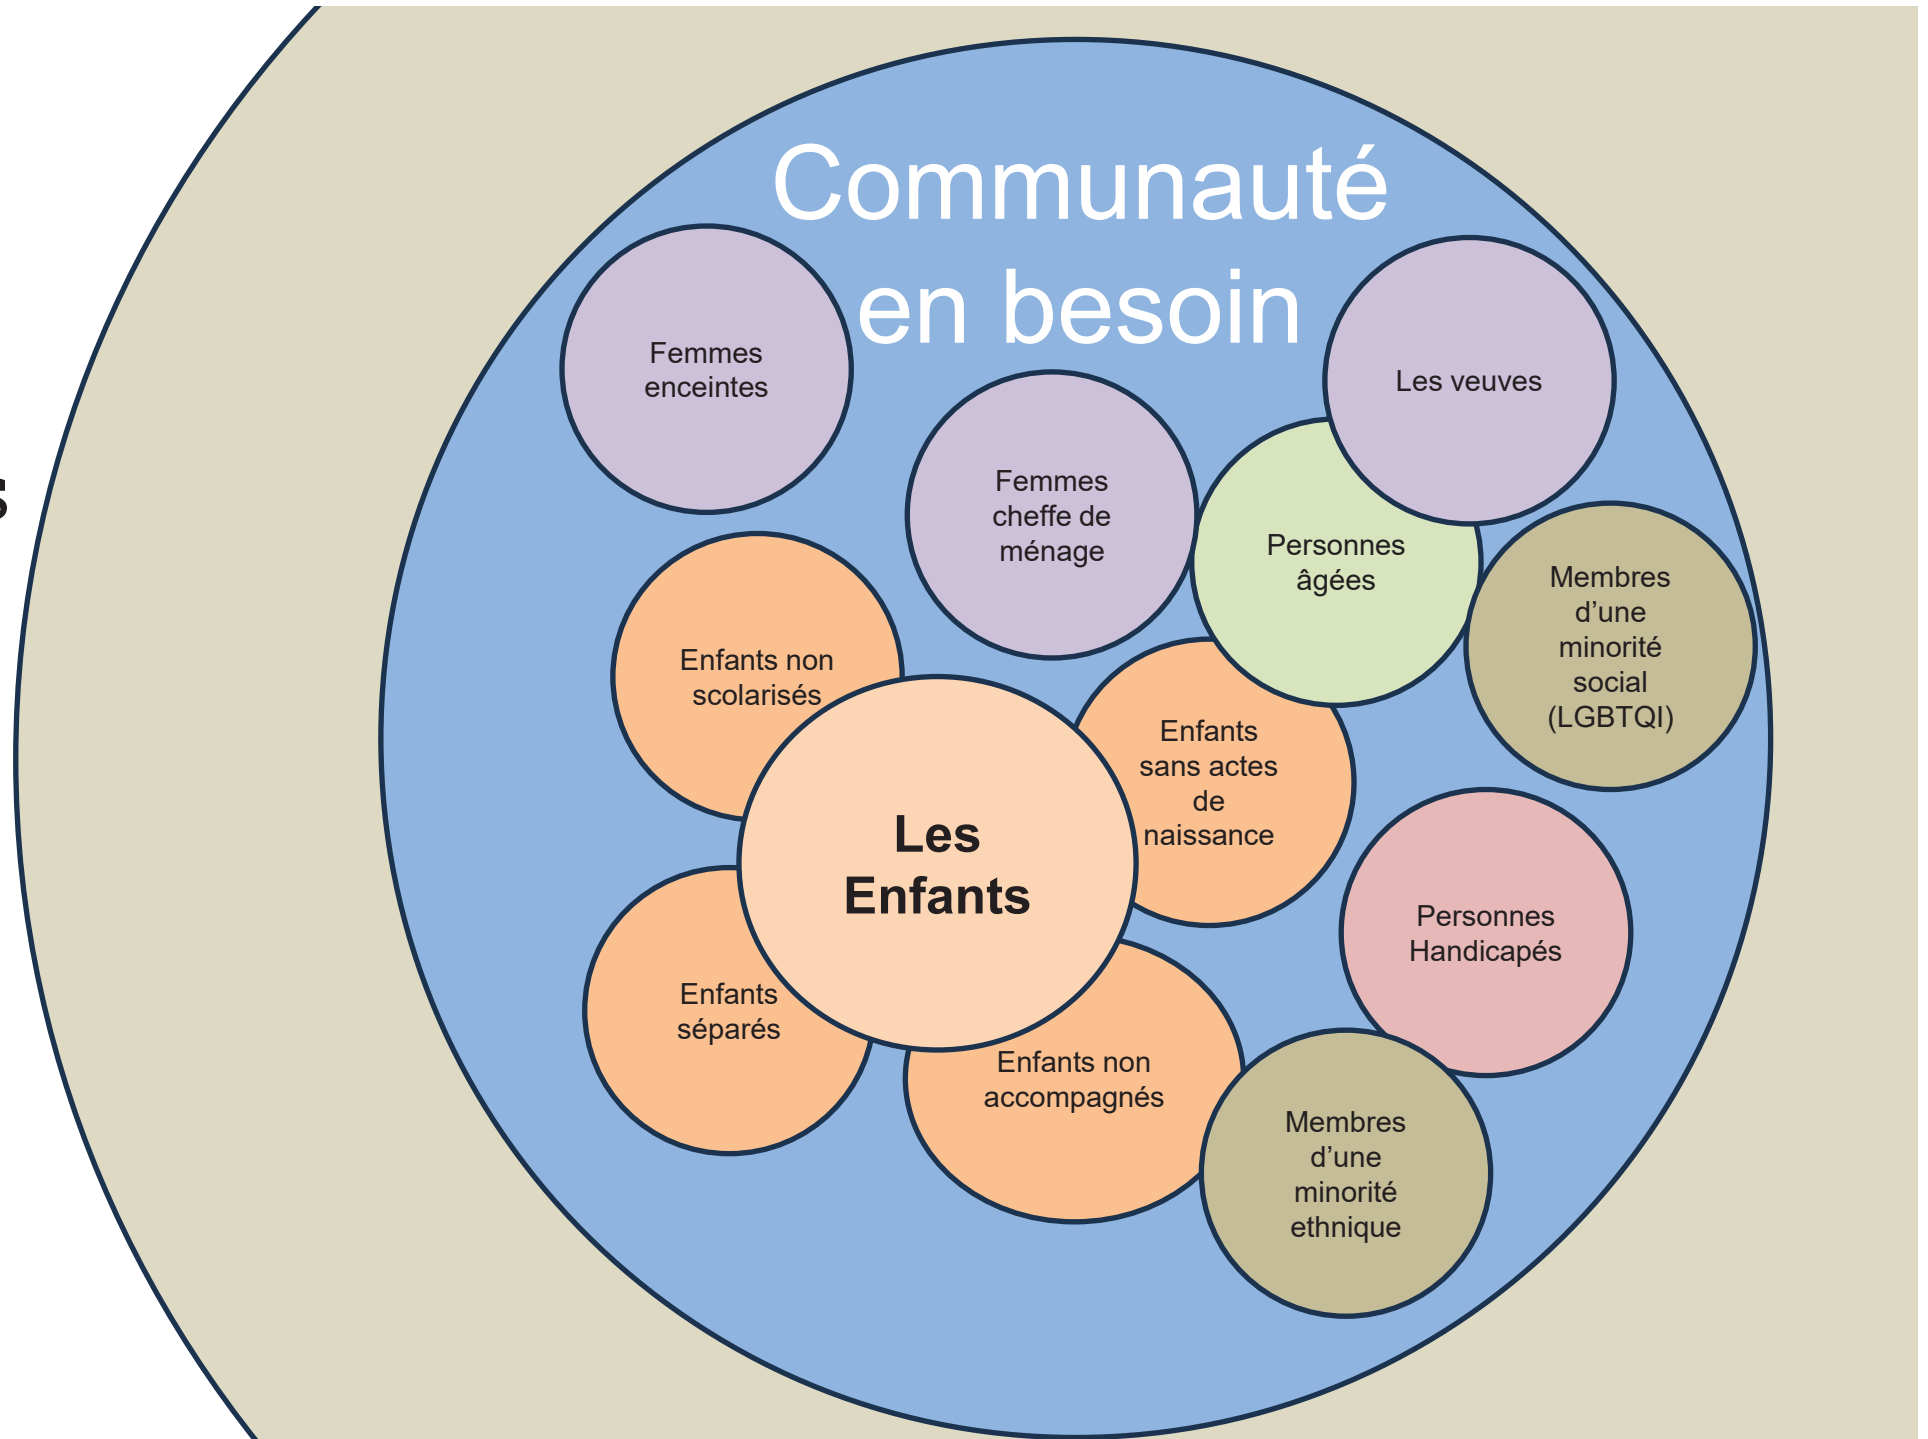 Communauté
en besoin
Femmes
enceintes
Les veuves
Femmes
cheffe de
ménage
Personnes
âgées
Membres
d’une
minorité
social
(LGBTQI)
Enfants non
scolarisés
Enfants
sans actes
de
naissance
Les
Enfants
Personnes
Handicapés
Enfants
séparés
Enfants non
accompagnés
Membres
d’une
minorité
ethnique